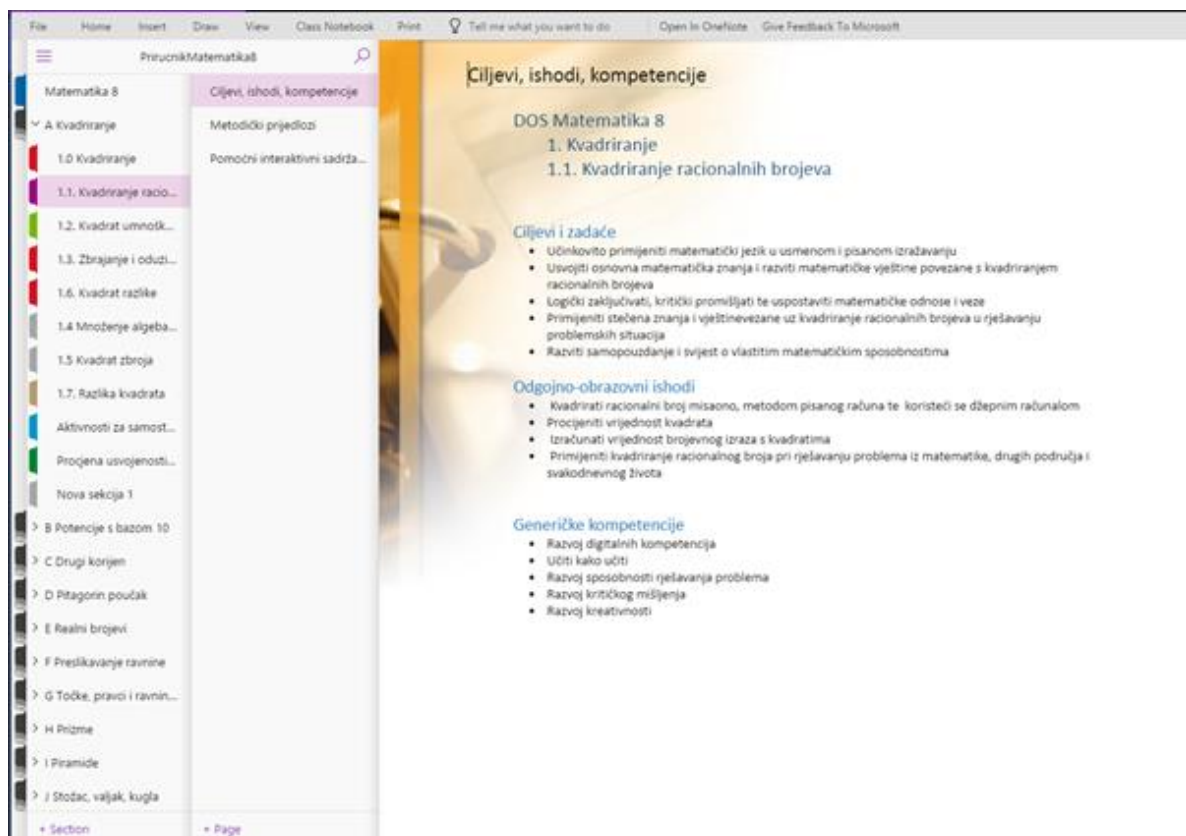 File Home Insert Draw View Class Notebook Print Tell me what you want to do Open In OneNote Give Feedback To Microsoft
PrirucnikMatematika8
Matematika 8
A Kvadriranje
1.0 Kvadriranje
1.1. Kvadriranje racio...
1.2. Kvadrat umnošk...
1.3. Zbrajanje i oduzi...
1.6. Kvadrat razlike
1.4 Množenje algeba...
1.5 Kvadrat zbroja
1.7. Razlika kvadrata
Aktivnosti za samost...
Procjena usvojenosti...
Nova sekcija 1
B Potencije s bazom 10
C Drugi korijen
D Pitagorin poučak
E Realni brojevi
F Preslikavanje ravnine
G Točke, pravci i ravnin...
H Prizme
I Piramide
J Stožac, valjak, kugla
+ Section
Ciljevi, ishodi, kompetencije
Metodički prijedlozi
Pomoćni interaktivni sadrža...
+ Page
Ciljevi, ishodi, kompetencije
DOS Matematika 8
1. Kvadriranje
1.1. Kvadriranje racionalnih brojeva
Ciljevi i zadaće
• Učinkovito primijeniti matematički jezik u usmenom i pisanom izražavanju
• Usvojiti osnovna matematička znanja i razviti matematičke vještine povezane s kvadriranjem
racionalnih brojeva
• Logički zaključivati, kritički promišljati te uspostaviti matematičke odnose i veze
• Primijeniti stečena znanja i vještinevezane uz kvadriranje racionalnih brojeva u rješavanju
problemskih situacija
• Razviti samopouzdanje i svijest o vlastitim matematičkim sposobnostima
Odgojno-obrazovni ishodi
• Kvadrirati racionalni broj misaono, metodom pisanog računa te koristeći se džepnim računalom
• Procijeniti vrijednost kvadrata
• Izračunati vrijednost brojevnog izraza s kvadratima
• Primijeniti kvadriranje racionalnog broja pri rješavanju problema iz matematike, drugih područja i
svakodnevnog života
Generičke kompetencije
• Razvoj digitalnih kompetencija
• Učiti kako učiti
• Razvoj sposobnosti rješavanja problema
• Razvoj kritičkog mišljenja
• Razvoj kreativnosti